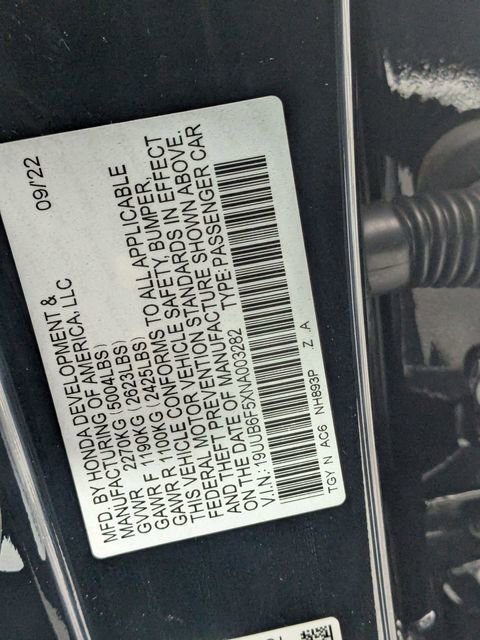 MFD. BY HONDA DEVELOPMENT & 09/22
MANUFACTURING OF AMERICA, LLC
GVWR 2270KG (5004LBS)
GAWR F 1190KG (2623LBS)
GAWR R 1100KG (2425LBS)
THIS VEHICLE CONFORMS TO ALL APPLICABLE
FEDERAL MOTOR VEHICLE SAFETY, BUMPER,
THEFT PREVENTION STANDARDS IN EFFECT
AND THE DATE OF MANUFACTURE SHOWN ABOVE.
V.I.N.: 19UUB6F5XNA003282 TYPE: PASSENGER CAR
TGY N AC6 NH893P Z A